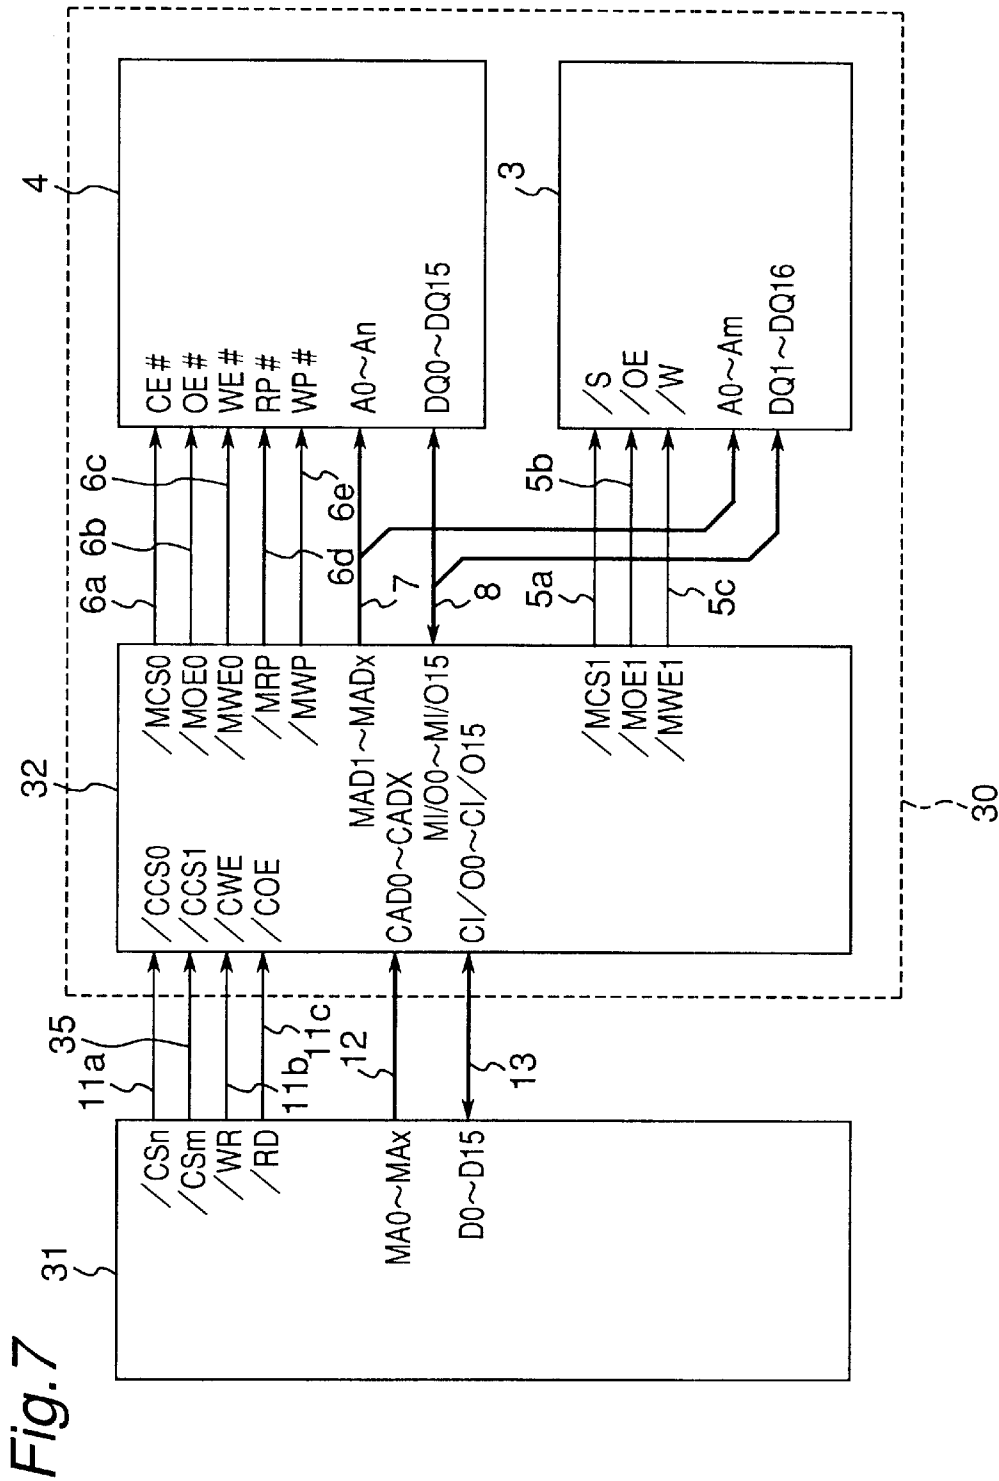 Fig.7
31
/CSn
/CSm
/WR
/RD
MA0~MAx
D0~D15
11a
35
11b
11c
12
13
32
/CCS0
/CCS1
/CWE
/COE
CAD0~CADX
CI/O0~CI/O15
/MCS0
/MOE0
/MWE0
/MRP
/MWP
MAD1~MADx
MI/O0~MI/O15
/MCS1
/MOE1
/MWE1
6a
6b
6c
6d
6e
7
8
5a
5b
5c
4
CE#
OE#
WE#
RP#
WP#
A0~An
DQ0~DQ15
3
/S
/OE
/W
A0~Am
DQ1~DQ16
30